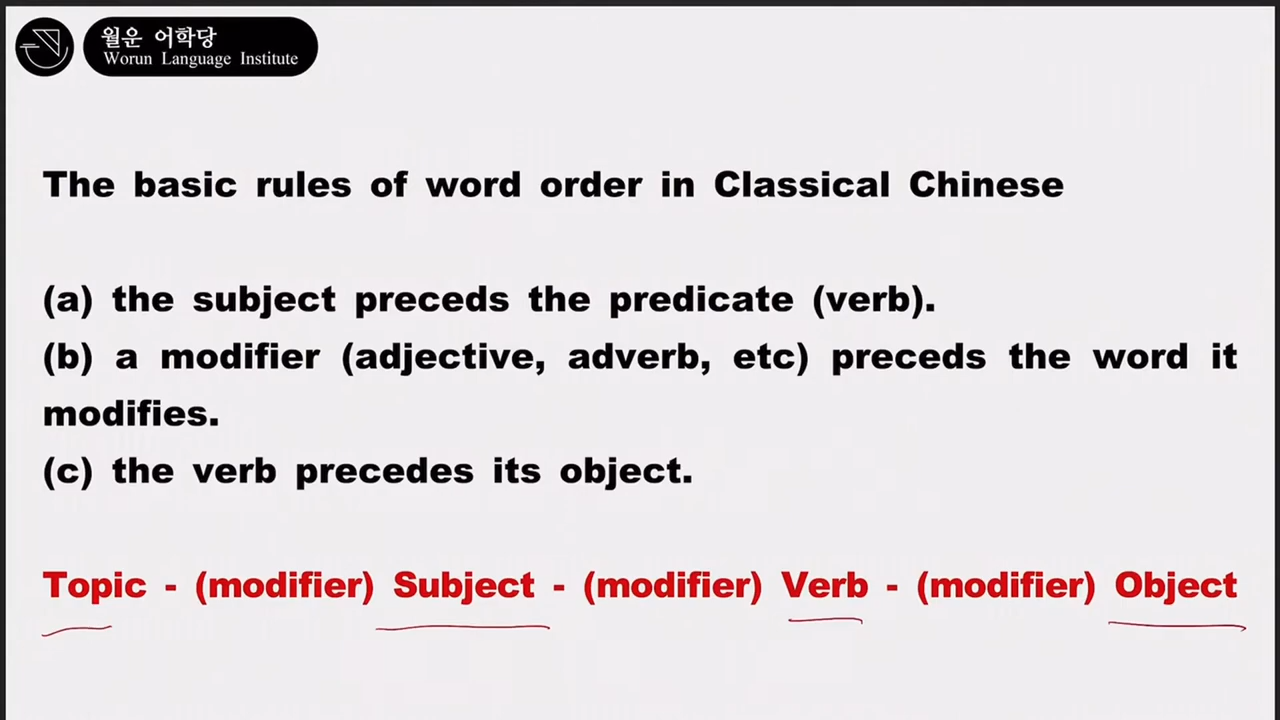 월운 어학당
Worun Language Institute
The basic rules of word order in Classical Chinese
(a) the subject preceds the predicate (verb).
(b) a modifier (adjective, adverb, etc) preceds the word it
modifies.
(c) the verb precedes its object.
Topic - (modifier) Subject - (modifier) Verb - (modifier) Object